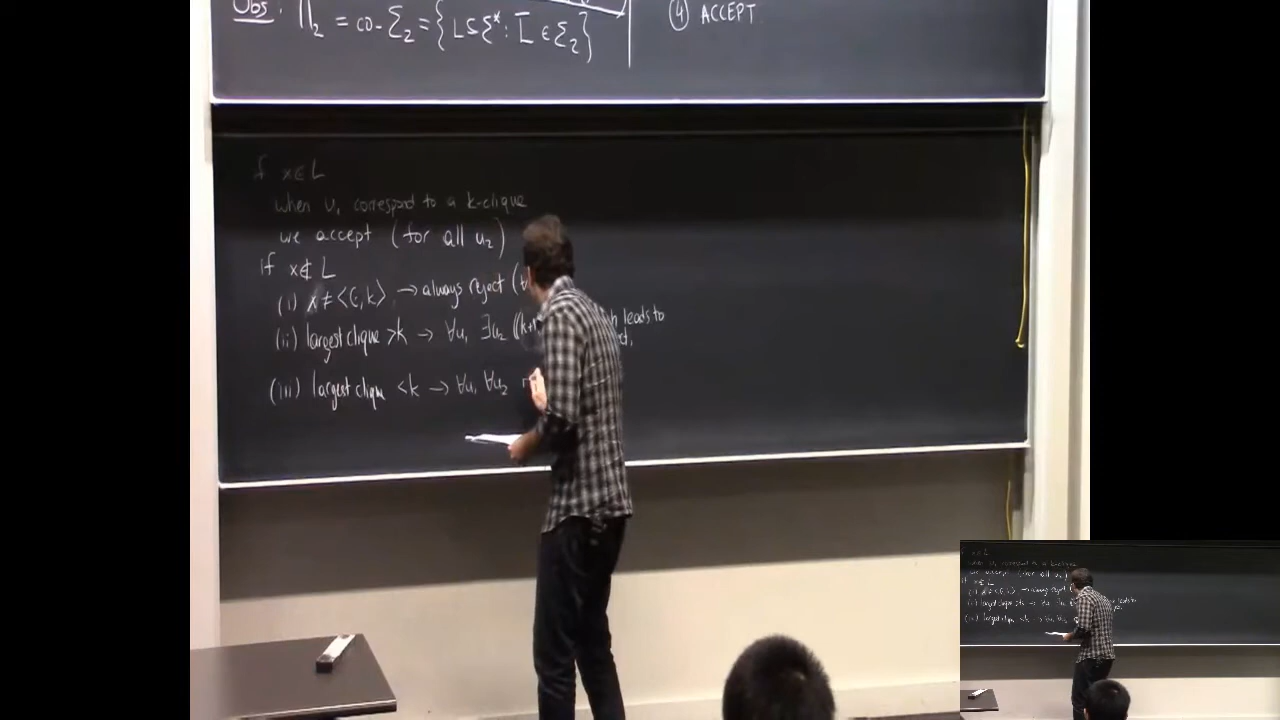 Obs: Π₂ = co-Σ₂ = {L⊆Σ*: L̅ ∈ Σ₂}
④ ACCEPT
if x∈L
when u₁ correspond to a k-clique
we accept (for all u₂)
if x∉L
(i) x≠<G,k> → always reject (∀
(ii) largest clique >k → ∀u₁ ∃u₂ ((k+1 leads to
(iii) largest clique <k → ∀u₁ ∀u₂